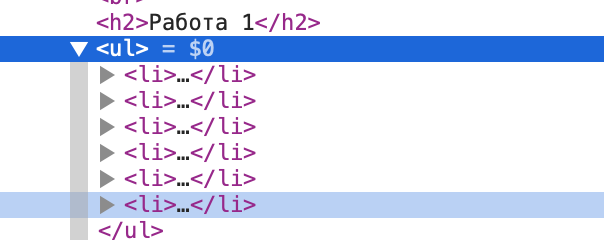 <br>
<h2>Работа 1</h2>
▼ <ul> = $0
▶ <li>…</li>
▶ <li>…</li>
▶ <li>…</li>
▶ <li>…</li>
▶ <li>…</li>
▶ <li>…</li>
</ul>